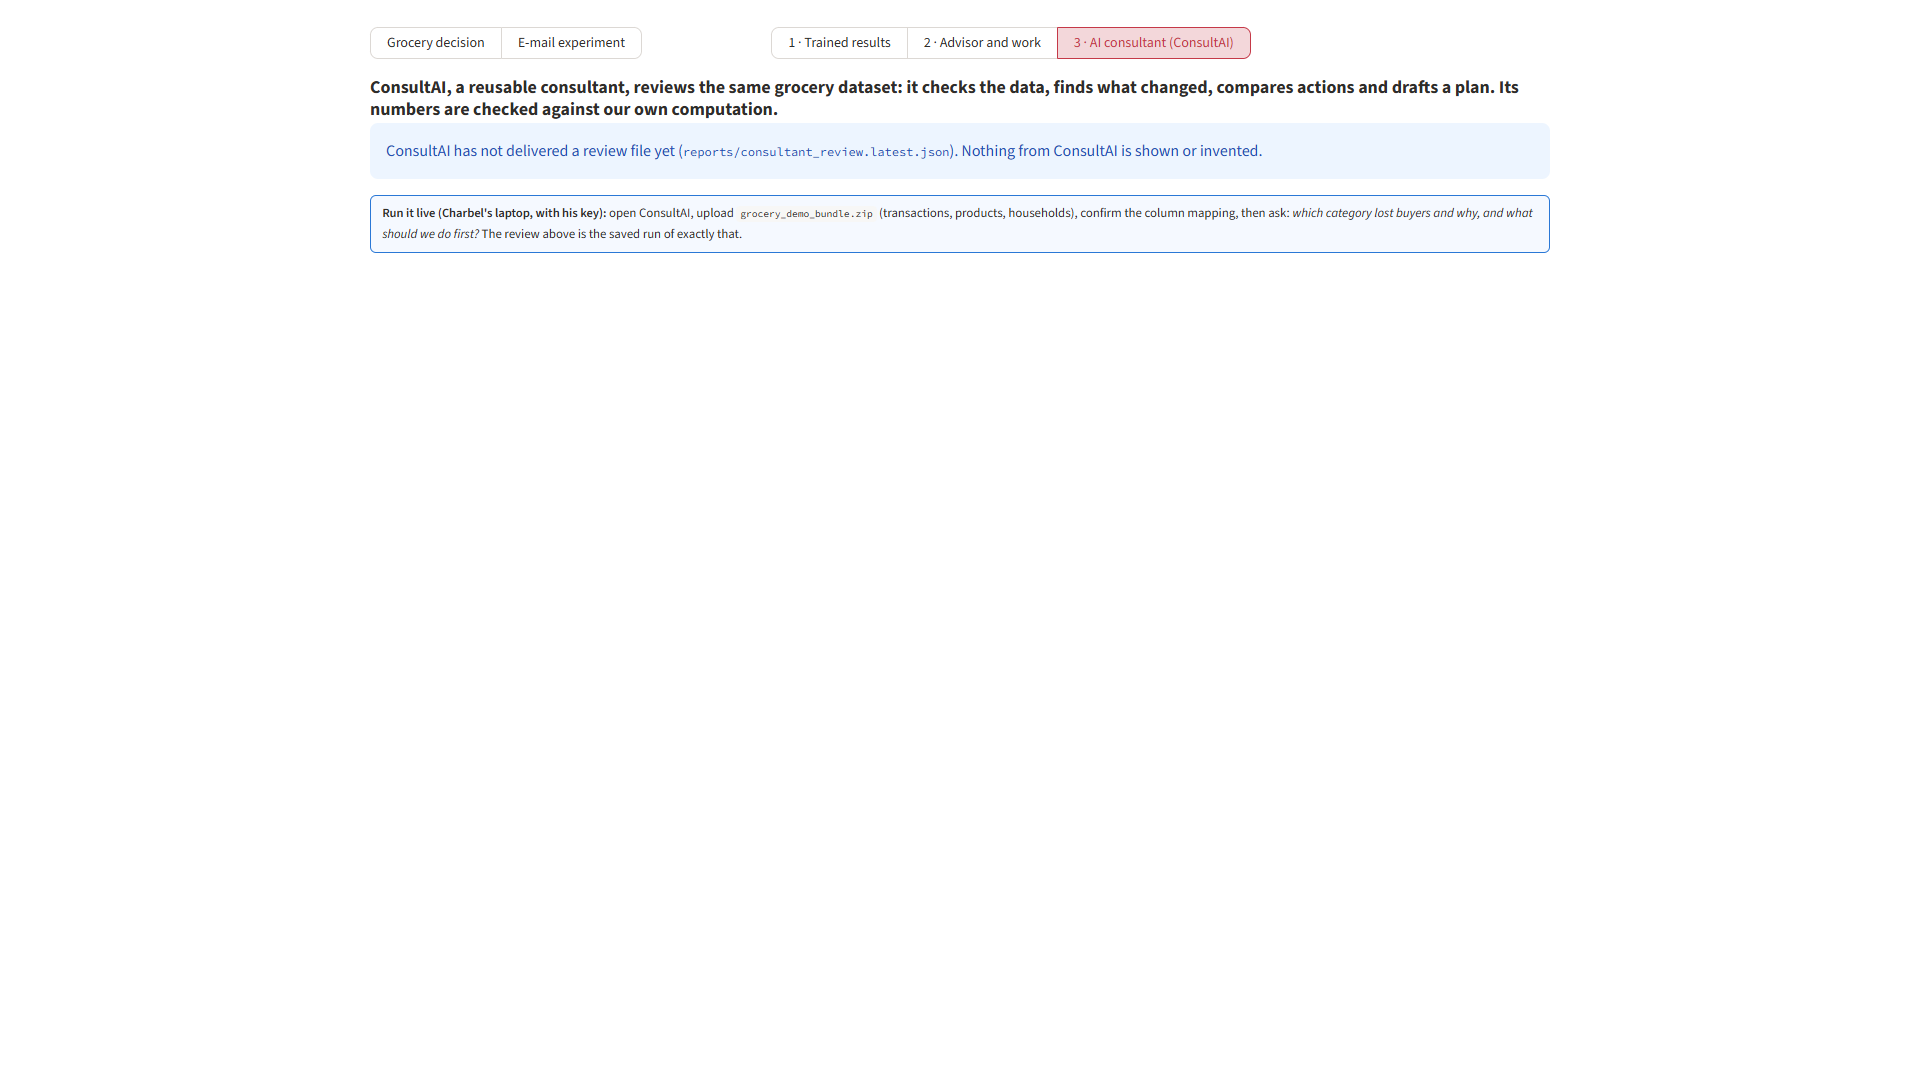 Grocery decision
E-mail experiment
1 · Trained results
2 · Advisor and work
3 · AI consultant (ConsultAI)
ConsultAI, a reusable consultant, reviews the same grocery dataset: it checks the data, finds what changed, compares actions and drafts a plan. Its
numbers are checked against our own computation.
ConsultAI has not delivered a review file yet (reports/consultant_review.latest.json). Nothing from ConsultAI is shown or invented.
Run it live (Charbel's laptop, with his key): open ConsultAI, upload grocery_demo_bundle.zip (transactions, products, households), confirm the column mapping, then ask: which category lost buyers and why, and what
should we do first? The review above is the saved run of exactly that.